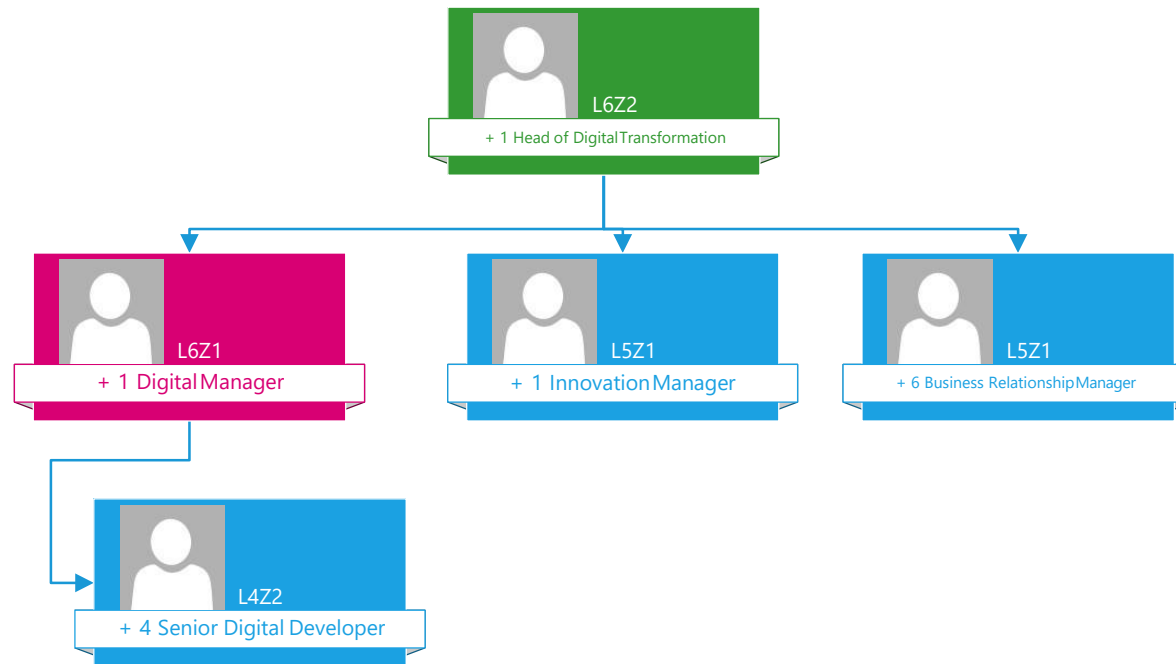 L6Z2
+ 1 Head of DigitalTransformation
L6Z1
+ 1 DigitalManager
L5Z1
+ 1 InnovationManager
L5Z1
+ 6 Business RelationshipManager
L4Z2
+ 4 Senior Digital Developer